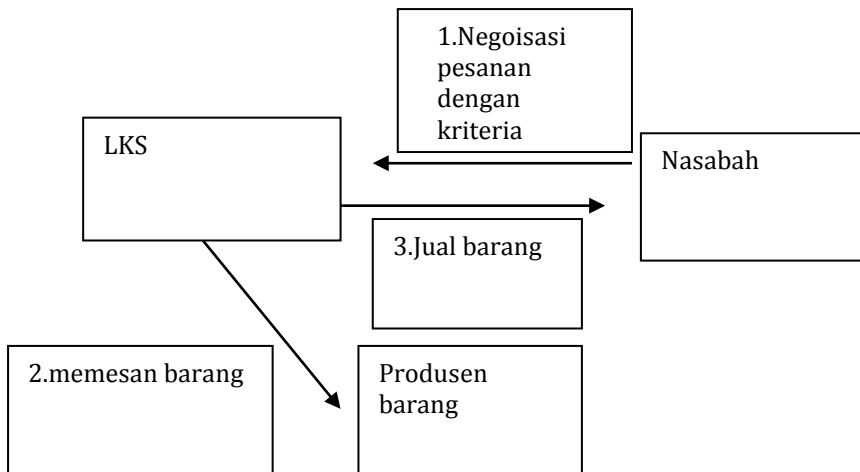 1.Negoisasi
pesanan
dengan
kriteria
LKS
Nasabah
3.Jual barang
2.memesan barang
Produsen
barang